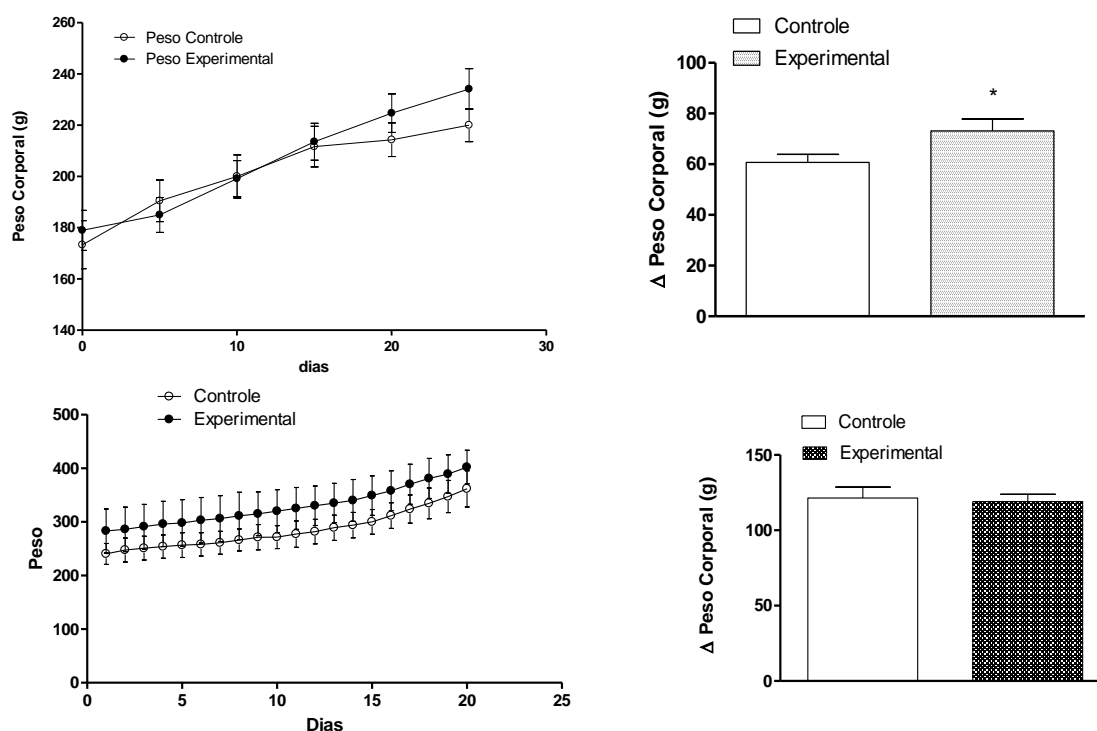 Peso Controle
Peso Experimental
Peso Corporal (g)
260
240
220
200
180
160
140
0
10
20
30
dias
Controle
Experimental
*
Δ Peso Corporal (g)
100
80
60
40
20
0
Controle
Experimental
Peso
500
400
300
200
100
0
0
5
10
15
20
25
Dias
Controle
Experimental
Δ Peso Corporal (g)
150
100
50
0